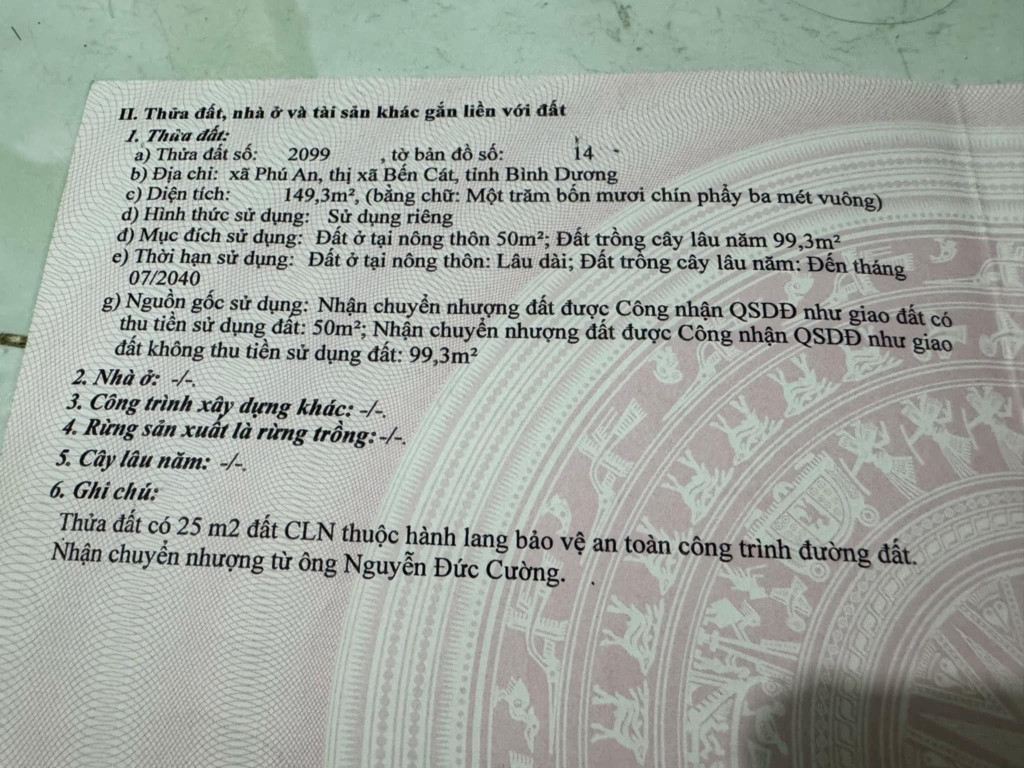 II. Thửa đất, nhà ở và tài sản khác gắn liền với đất
1. Thửa đất:
a) Thửa đất số: 2099 , tờ bản đồ số: 14
b) Địa chỉ: xã Phú An, thị xã Bến Cát, tỉnh Bình Dương
c) Diện tích: 149,3m², (bằng chữ: Một trăm bốn mươi chín phẩy ba mét vuông)
d) Hình thức sử dụng: Sử dụng riêng
đ) Mục đích sử dụng: Đất ở tại nông thôn 50m²; Đất trồng cây lâu năm 99,3m²
e) Thời hạn sử dụng: Đất ở tại nông thôn: Lâu dài; Đất trồng cây lâu năm: Đến tháng
07/2040
g) Nguồn gốc sử dụng: Nhận chuyển nhượng đất được Công nhận QSDĐ như giao đất có
thu tiền sử dụng đất: 50m²; Nhận chuyển nhượng đất được Công nhận QSDĐ như giao
đất không thu tiền sử dụng đất: 99,3m²
2. Nhà ở: -/-.
3. Công trình xây dựng khác: -/-.
4. Rừng sản xuất là rừng trồng: -/-.
5. Cây lâu năm: -/-.
6. Ghi chú:
Thửa đất có 25 m2 đất CLN thuộc hành lang bảo vệ an toàn công trình đường đất.
Nhận chuyển nhượng từ ông Nguyễn Đức Cường.